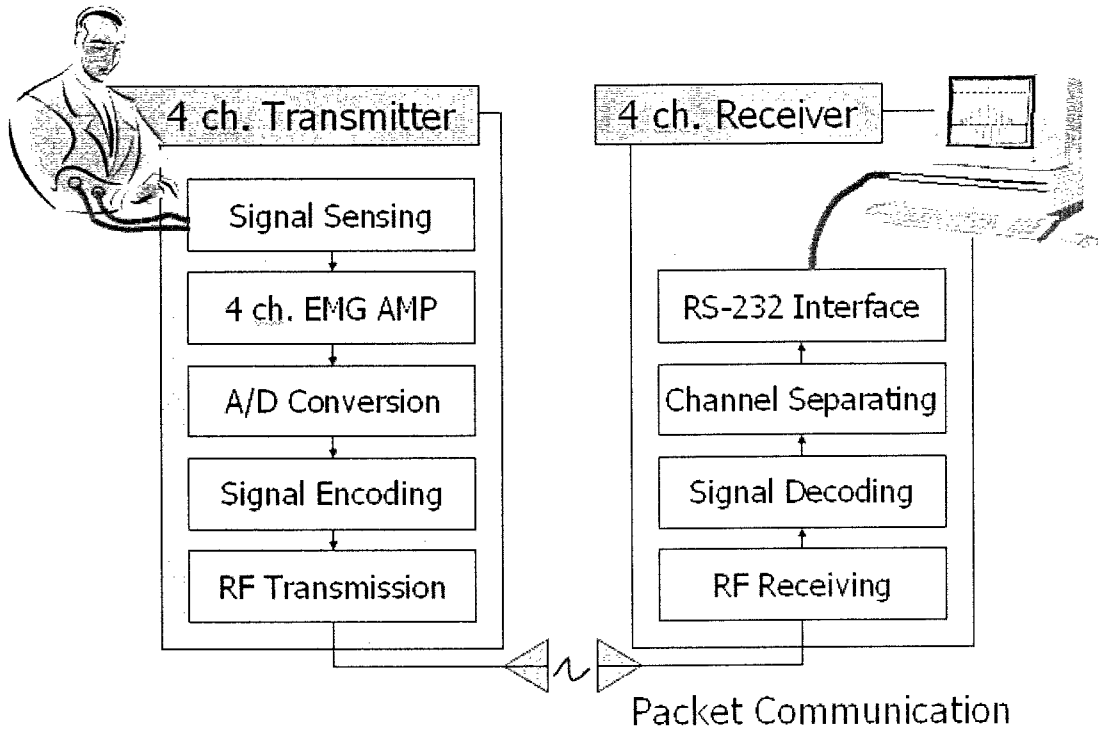 4 ch. Transmitter
Signal Sensing
4 ch. EMG AMP
A/D Conversion
Signal Encoding
RF Transmission
4 ch. Receiver
RS-232 Interface
Channel Separating
Signal Decoding
RF Receiving
Packet Communication